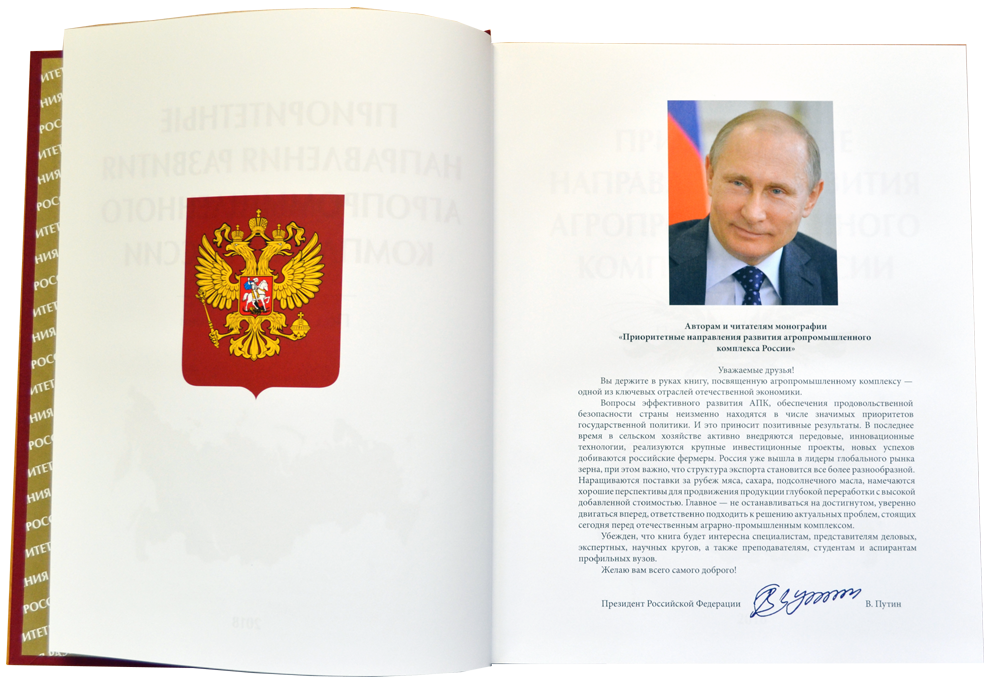 ПРИОРИТЕТНЫЕ
НАПРАВЛЕНИЯ РАЗВИТИЯ
2018
Авторам и читателям монографии
«Приоритетные направления развития агропромышленного
комплекса России»
Уважаемые друзья!
Вы держите в руках книгу, посвященную агропромышленному комплексу —
одной из ключевых отраслей отечественной экономики.
Вопросы эффективного развития АПК, обеспечения продовольственной
безопасности страны неизменно находятся в числе значимых приоритетов
государственной политики. И это приносит позитивные результаты. В последнее
время в сельском хозяйстве активно внедряются передовые, инновационные
технологии, реализуются крупные инвестиционные проекты, новых успехов
добиваются российские фермеры. Россия уже вышла в лидеры глобального рынка
зерна, при этом важно, что структура экспорта становится все более разнообразной.
Наращиваются поставки за рубеж мяса, сахара, подсолнечного масла, намечаются
хорошие перспективы для продвижения продукции глубокой переработки с высокой
добавленной стоимостью. Главное — не останавливаться на достигнутом, уверенно
двигаться вперед, ответственно подходить к решению актуальных проблем, стоящих
сегодня перед отечественным аграрно-промышленным комплексом.
Убежден, что книга будет интересна специалистам, представителям деловых,
экспертных, научных кругов, а также преподавателям, студентам и аспирантам
профильных вузов.
Желаю вам всего самого доброго!
Президент Российской Федерации В. Путин